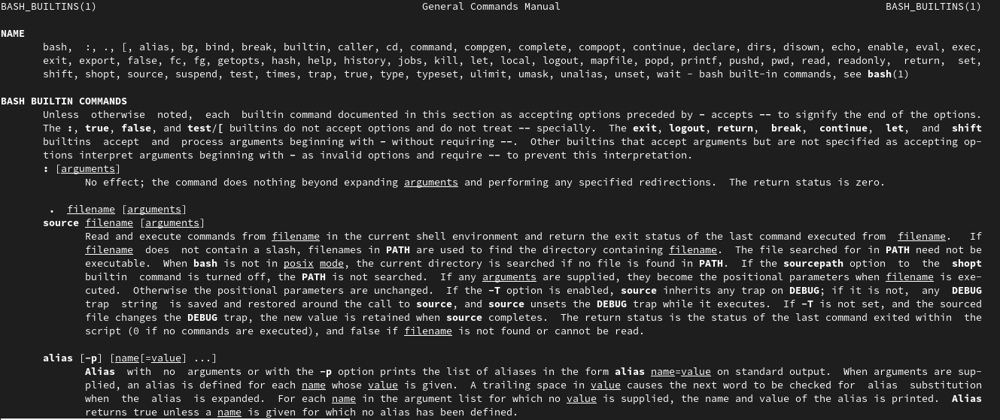 BASH_BUILTINS(1) General Commands Manual BASH_BUILTINS(1)
NAME
bash, :, ., [, alias, bg, bind, break, builtin, caller, cd, command, compgen, complete, compopt, continue, declare, dirs, disown, echo, enable, eval, exec,
exit, export, false, fc, fg, getopts, hash, help, history, jobs, kill, let, local, logout, mapfile, popd, printf, pushd, pwd, read, readonly, return, set,
shift, shopt, source, suspend, test, times, trap, true, type, typeset, ulimit, umask, unalias, unset, wait - bash built-in commands, see bash(1)
BASH BUILTIN COMMANDS
Unless otherwise noted, each builtin command documented in this section as accepting options preceded by - accepts -- to signify the end of the options.
The :, true, false, and test/[ builtins do not accept options and do not treat -- specially. The exit, logout, return, break, continue, let, and shift
builtins accept and process arguments beginning with - without requiring --. Other builtins that accept arguments but are not specified as accepting op-
tions interpret arguments beginning with - as invalid options and require -- to prevent this interpretation.
: [arguments]
No effect; the command does nothing beyond expanding arguments and performing any specified redirections. The return status is zero.
. filename [arguments]
source filename [arguments]
Read and execute commands from filename in the current shell environment and return the exit status of the last command executed from filename. If
filename does not contain a slash, filenames in PATH are used to find the directory containing filename. The file searched for in PATH need not be
executable. When bash is not in posix mode, the current directory is searched if no file is found in PATH. If the sourcepath option to the shopt
builtin command is turned off, the PATH is not searched. If any arguments are supplied, they become the positional parameters when filename is exe-
cuted. Otherwise the positional parameters are unchanged. If the -T option is enabled, source inherits any trap on DEBUG; if it is not, any DEBUG
trap string is saved and restored around the call to source, and source unsets the DEBUG trap while it executes. If -T is not set, and the sourced
file changes the DEBUG trap, the new value is retained when source completes. The return status is the status of the last command exited within the
script (0 if no commands are executed), and false if filename is not found or cannot be read.
alias [-p] [name[=value] ...]
Alias with no arguments or with the -p option prints the list of aliases in the form alias name=value on standard output. When arguments are sup-
plied, an alias is defined for each name whose value is given. A trailing space in value causes the next word to be checked for alias substitution
when the alias is expanded. For each name in the argument list for which no value is supplied, the name and value of the alias is printed. Alias
returns true unless a name is given for which no alias has been defined.